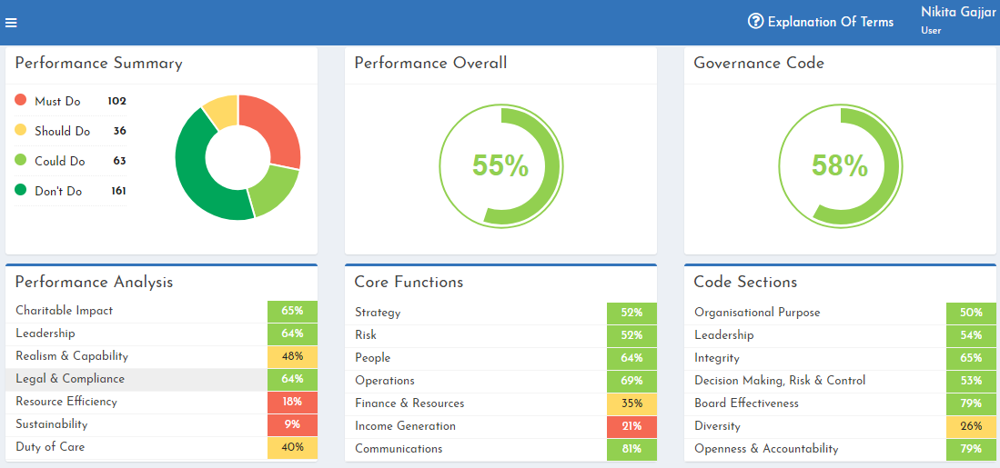 Explanation Of Terms
Nikita Gajjar
User
Performance Summary
Must Do 102
Should Do 36
Could Do 63
Don't Do 161
Performance Overall
55%
Governance Code
58%
Performance Analysis
Charitable Impact 65%
Leadership 64%
Realism & Capability 48%
Legal & Compliance 64%
Resource Efficiency 18%
Sustainability 9%
Duty of Care 40%
Core Functions
Strategy 52%
Risk 52%
People 64%
Operations 69%
Finance & Resources 35%
Income Generation 21%
Communications 81%
Code Sections
Organisational Purpose 50%
Leadership 54%
Integrity 65%
Decision Making, Risk & Control 53%
Board Effectiveness 79%
Diversity 26%
Openness & Accountability 79%